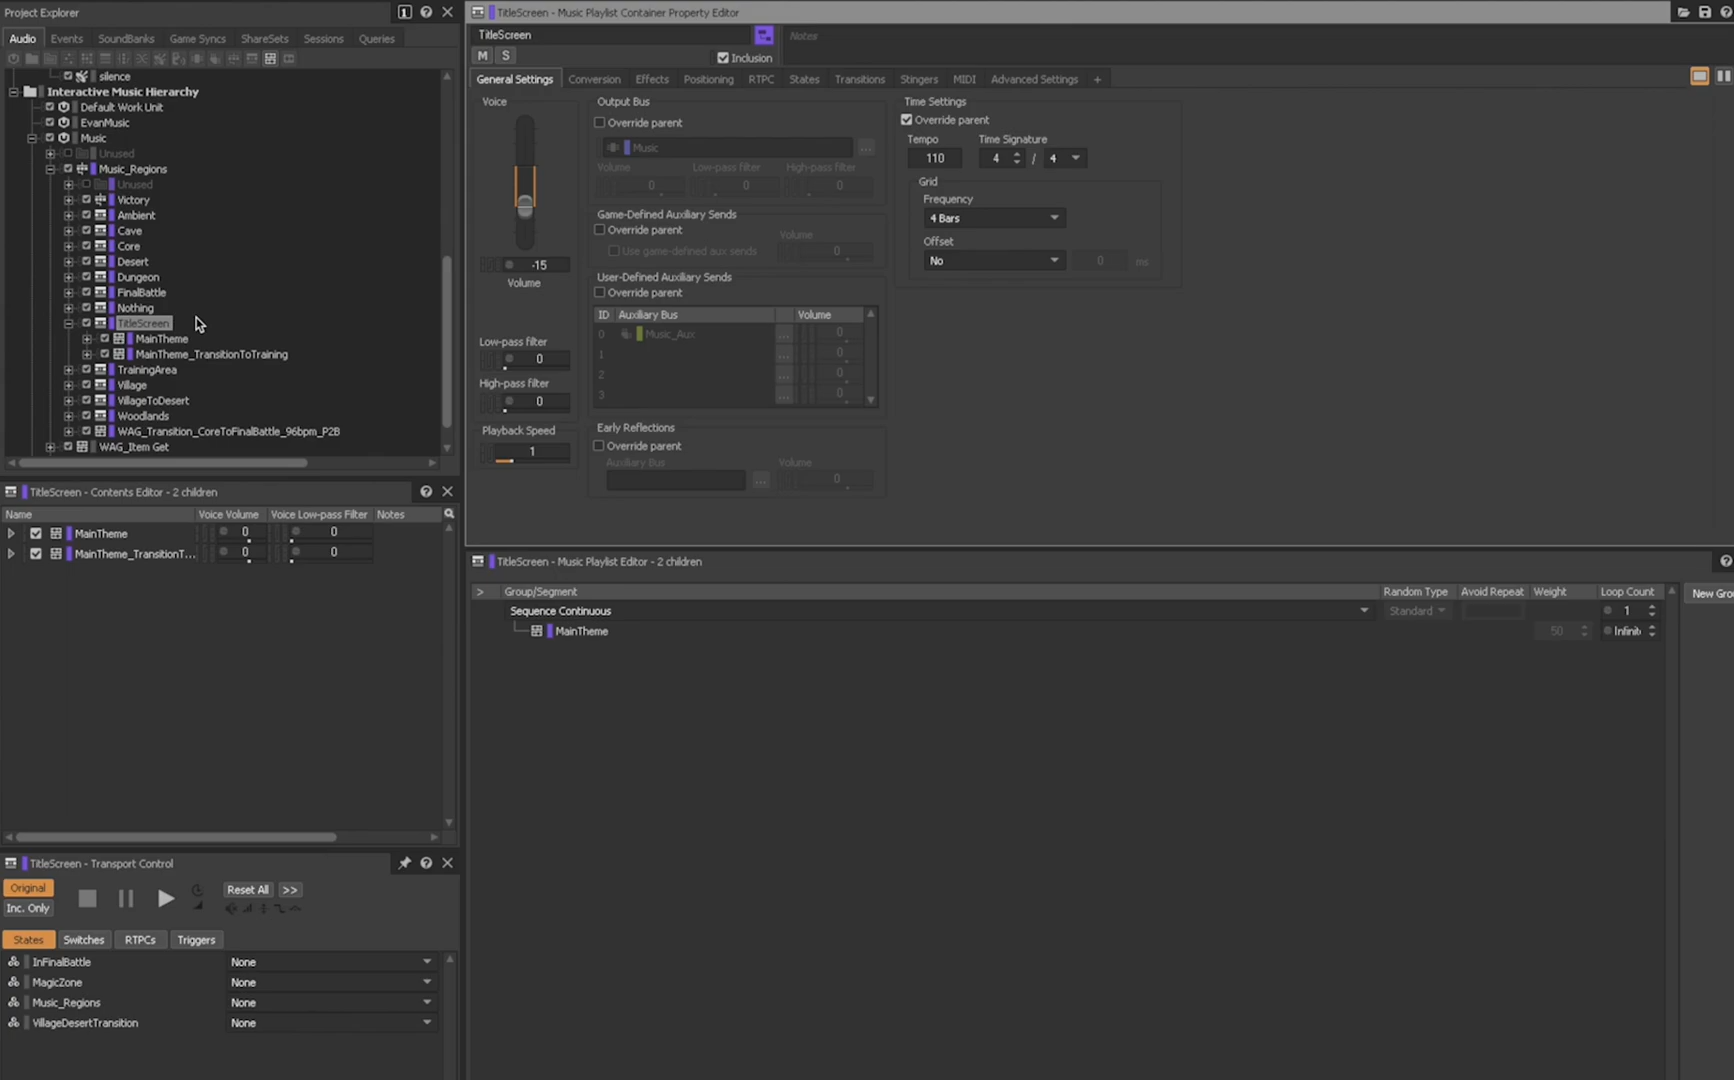 Project Explorer
Audio Events SoundBanks Game Syncs ShareSets Sessions Queries
silence
Interactive Music Hierarchy
Default Work Unit
EvanMusic
Music
Unused
Music_Regions
Unused
Victory
Ambient
Cave
Core
Desert
Dungeon
FinalBattle
Nothing
TitleScreen
MainTheme
MainTheme_TransitionToTraining
TrainingArea
Village
VillageToDesert
Woodlands
WAG_Transition_CoreToFinalBattle_96bpm_P2B
WAG_Item Get
TitleScreen - Contents Editor - 2 children
Name Voice Volume Voice Low-pass Filter Notes
MainTheme 0 0
MainTheme_TransitionT... 0 0
TitleScreen - Transport Control
Original
Inc. Only
Reset All >>
States Switches RTPCs Triggers
InFinalBattle None
MagicZone None
Music_Regions None
VillageDesertTransition None
TitleScreen - Music Playlist Container Property Editor
TitleScreen
Notes
M S
Inclusion
General Settings Conversion Effects Positioning RTPC States Transitions Stingers MIDI Advanced Settings +
Voice
-15
Volume
Low-pass filter
0
High-pass filter
0
Playback Speed
1
Output Bus
Override parent
Music ...
Volume Low-pass filter High-pass filter
0 0 0
Game-Defined Auxiliary Sends
Override parent
Volume
Use game-defined aux sends 0
User-Defined Auxiliary Sends
Override parent
ID Auxiliary Bus Volume
0 Music_Aux ... 0
1 ... 0
2 ... 0
3 ... 0
Early Reflections
Override parent
Auxiliary Bus Volume
... 0
Time Settings
Override parent
Tempo Time Signature
110 4 / 4
Grid
Frequency
4 Bars
Offset
No 0 ms
TitleScreen - Music Playlist Editor - 2 children
> Group/Segment Random Type Avoid Repeat Weight Loop Count
Sequence Continuous Standard 1
MainTheme 50 Infinit
New Gro